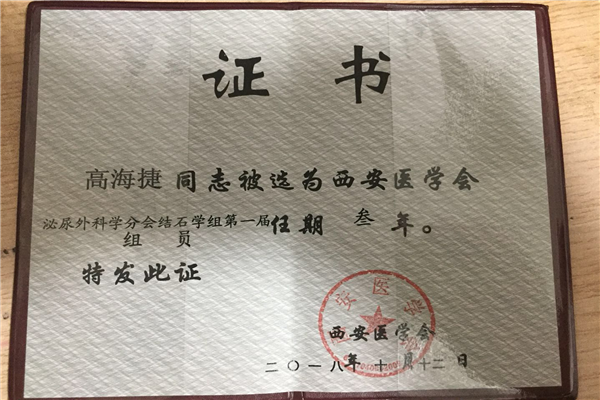 证 书
高海捷同志被选为西安医学会
泌尿外科学分会结石学组第一届任期 叁 年。
组 员
特发此证
西安医学会
二〇一八年十月十二日